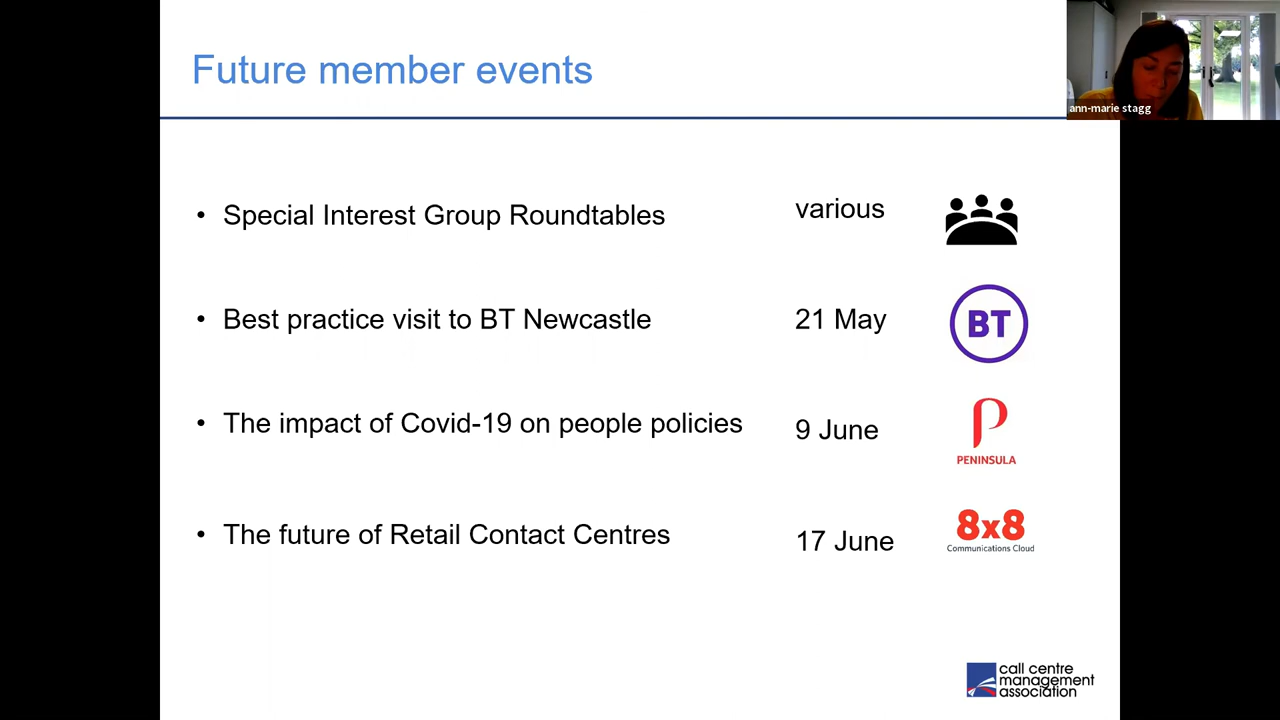 Future member events
ann-marie stagg
• Special Interest Group Roundtables various
• Best practice visit to BT Newcastle 21 May
BT
• The impact of Covid-19 on people policies 9 June
P
PENINSULA
• The future of Retail Contact Centres 17 June
8x8
Communications Cloud
call centre
management
association